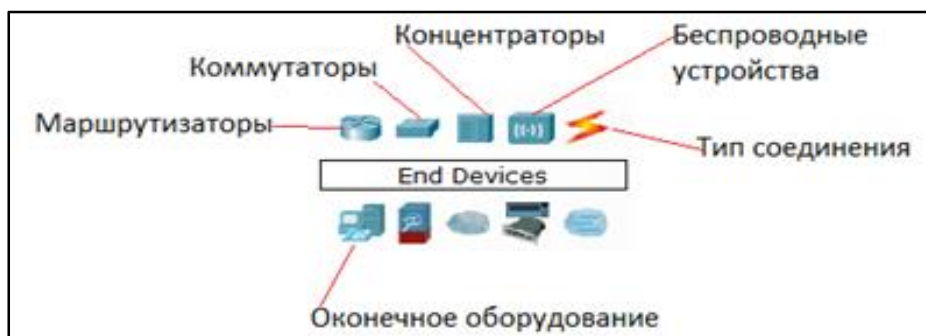 Концентраторы
Беспроводные
устройства
Коммутаторы
Маршрутизаторы
Тип соединения
End Devices
Оконечное оборудование